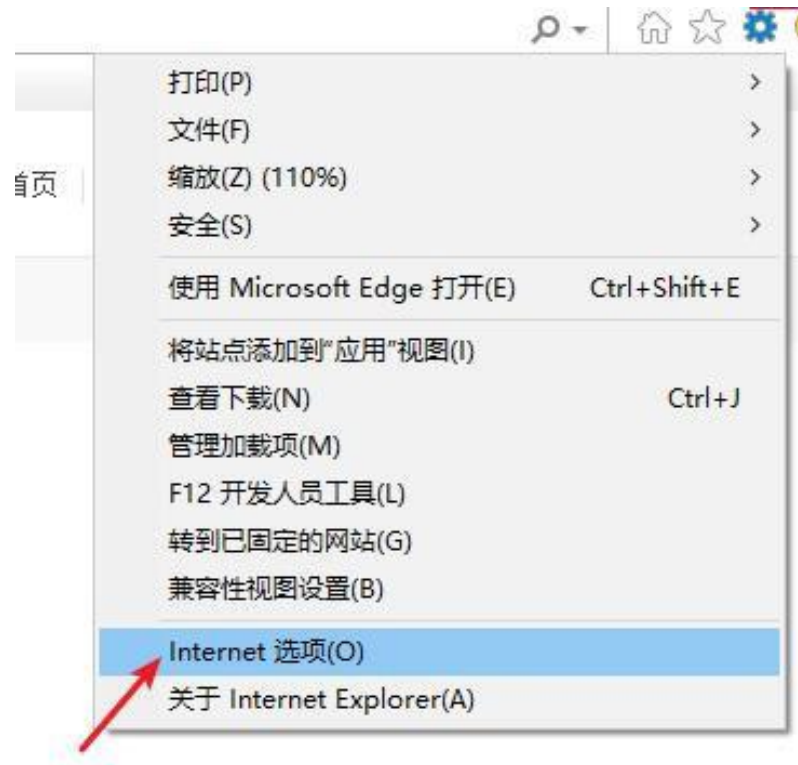 打印(P)
文件(F)
首页
缩放(Z) (110%)
安全(S)
使用 Microsoft Edge 打开(E) Ctrl+Shift+E
将站点添加到“应用”视图(I)
查看下载(N) Ctrl+J
管理加载项(M)
F12 开发人员工具(L)
转到已固定的网站(G)
兼容性视图设置(B)
Internet 选项(O)
关于 Internet Explorer(A)